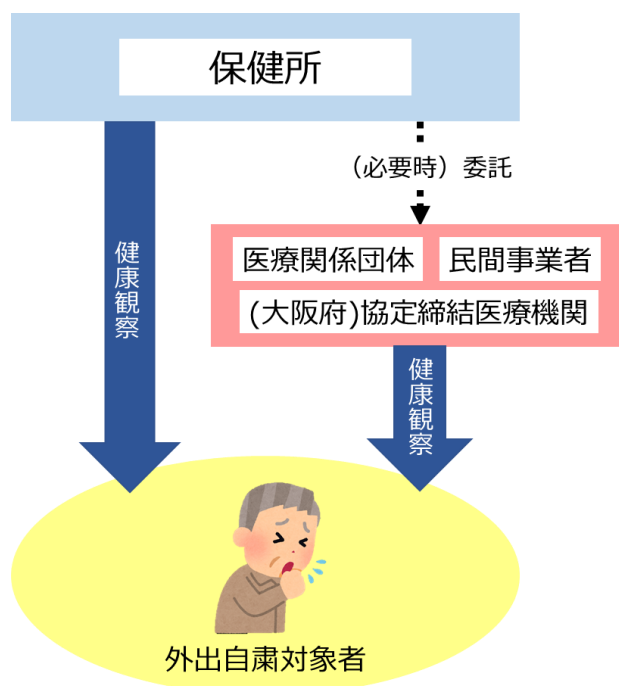 保健所
（必要時）委託
医療関係団体
民間事業者
(大阪府)協定締結医療機関
健康観察
健康観察
外出自粛対象者